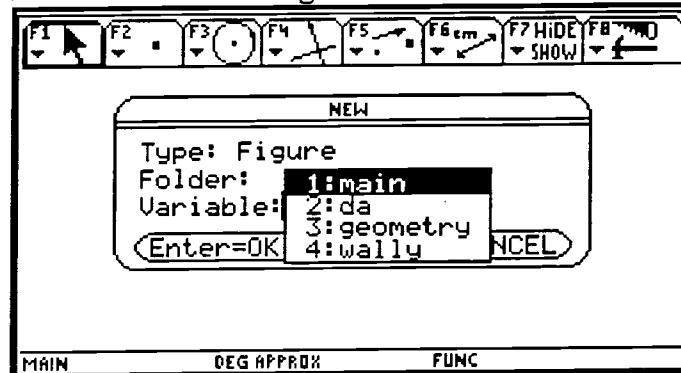 F1 F2 F3 F4 F5 F6 cm F7 HIDE SHOW F8
NEW
Type: Figure
Folder: 1:main
Variable: 2:da
3:geometry
Enter=OK 4:wally NCEL
MAIN DEG APPROX FUNC